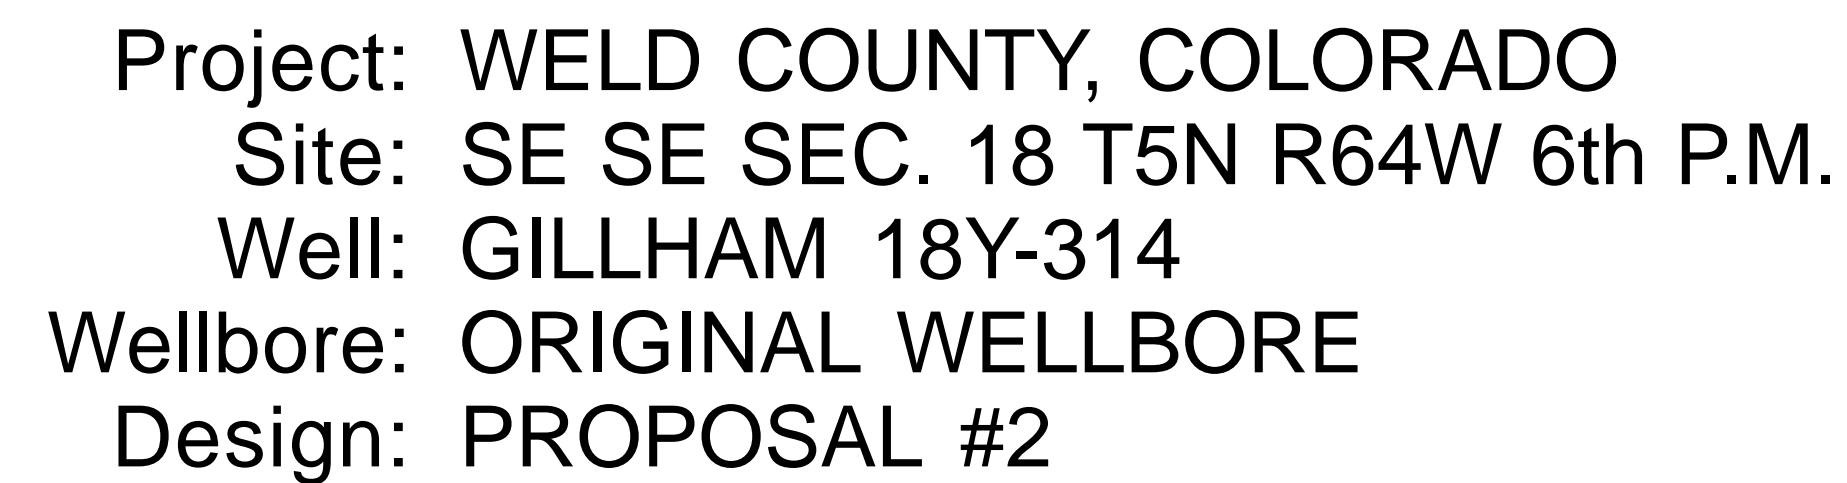 Project: WELD COUNTY, COLORADO
Site: SE SE SEC. 18 T5N R64W 6th P.M.
Well: GILLHAM 18Y-314
Wellbore: ORIGINAL WELLBORE
Design: PROPOSAL #2